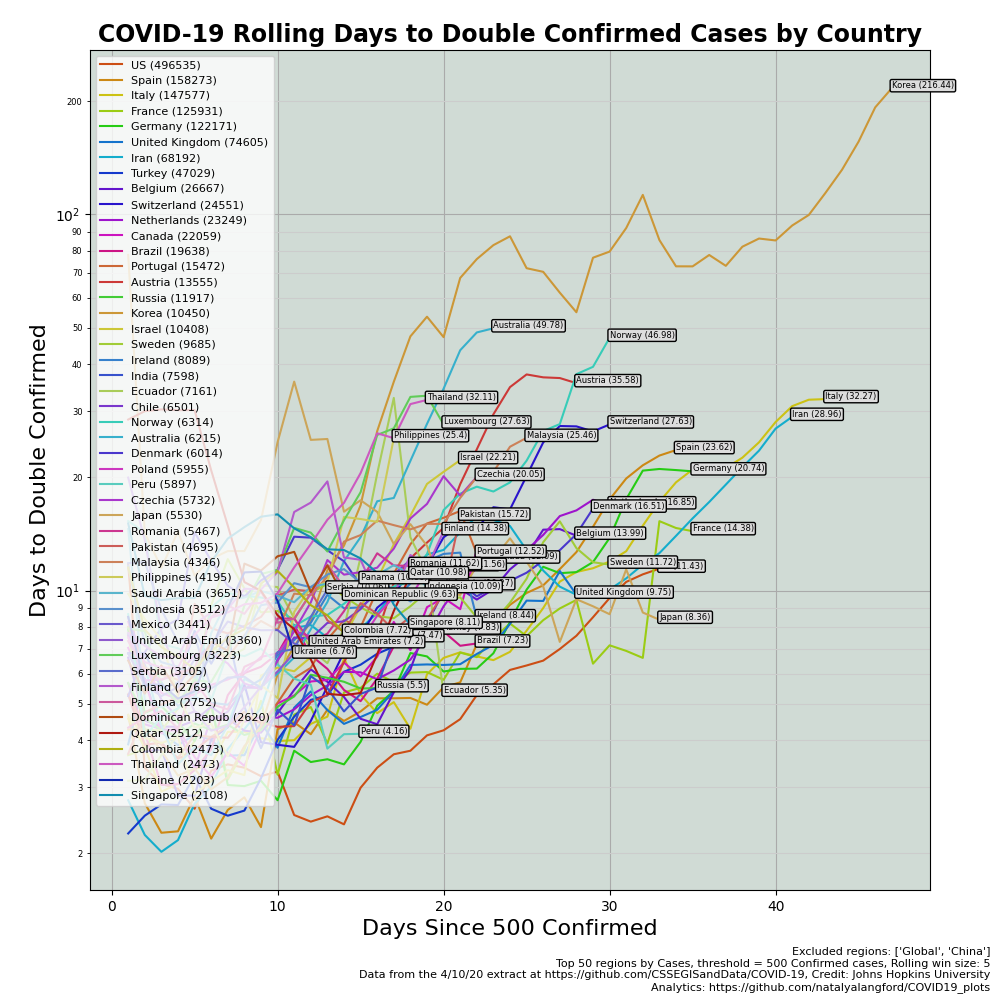 COVID-19 Rolling Days to Double Confirmed Cases by Country
US (496535)
Spain (158273)
Italy (147577)
France (125931)
Germany (122171)
United Kingdom (74605)
Iran (68192)
Turkey (47029)
Belgium (26667)
Switzerland (24551)
Netherlands (23249)
Canada (22059)
Brazil (19638)
Portugal (15472)
Austria (13555)
Russia (11917)
Korea (10450)
Israel (10408)
Sweden (9685)
Ireland (8089)
India (7598)
Ecuador (7161)
Chile (6501)
Norway (6314)
Australia (6215)
Denmark (6014)
Poland (5955)
Peru (5897)
Czechia (5732)
Japan (5530)
Romania (5467)
Pakistan (4695)
Malaysia (4346)
Philippines (4195)
Saudi Arabia (3651)
Indonesia (3512)
Mexico (3441)
United Arab Emi (3360)
Luxembourg (3223)
Serbia (3105)
Finland (2769)
Panama (2752)
Dominican Repub (2620)
Qatar (2512)
Colombia (2473)
Thailand (2473)
Ukraine (2203)
Singapore (2108)
Korea (216.44)
Australia (49.78)
Norway (46.98)
Austria (35.58)
Thailand (32.11)
Italy (32.27)
Iran (28.96)
Luxembourg (27.63)
Switzerland (27.63)
Philippines (25.4)
Malaysia (25.46)
Spain (23.62)
Israel (22.21)
Germany (20.74)
Czechia (20.05)
16.85)
Denmark (16.51)
Pakistan (15.72)
Finland (14.38)
France (14.38)
Belgium (13.99)
Portugal (12.52)
Romania (11.62)
1.56)
Sweden (11.72)
11.43)
Qatar (10.98)
Panama (10
Indonesia (10.09)
Dominican Republic (9.63)
United Kingdom (9.75)
Ireland (8.44)
Japan (8.36)
Singapore (8.11)
.83)
Colombia (7.72)
.47)
United Arab Emirates (7.2)
Brazil (7.23)
Ukraine (6.76)
Russia (5.5)
Ecuador (5.35)
Peru (4.16)
200
10²
90
80
70
60
50
40
30
20
10¹
9
8
7
6
5
4
3
2
Days to Double Confirmed
0 10 20 30 40
Days Since 500 Confirmed
Excluded regions: ['Global', 'China']
Top 50 regions by Cases, threshold = 500 Confirmed cases, Rolling win size: 5
Data from the 4/10/20 extract at https://github.com/CSSEGISandData/COVID-19, Credit: Johns Hopkins University
Analytics: https://github.com/natalyalangford/COVID19_plots